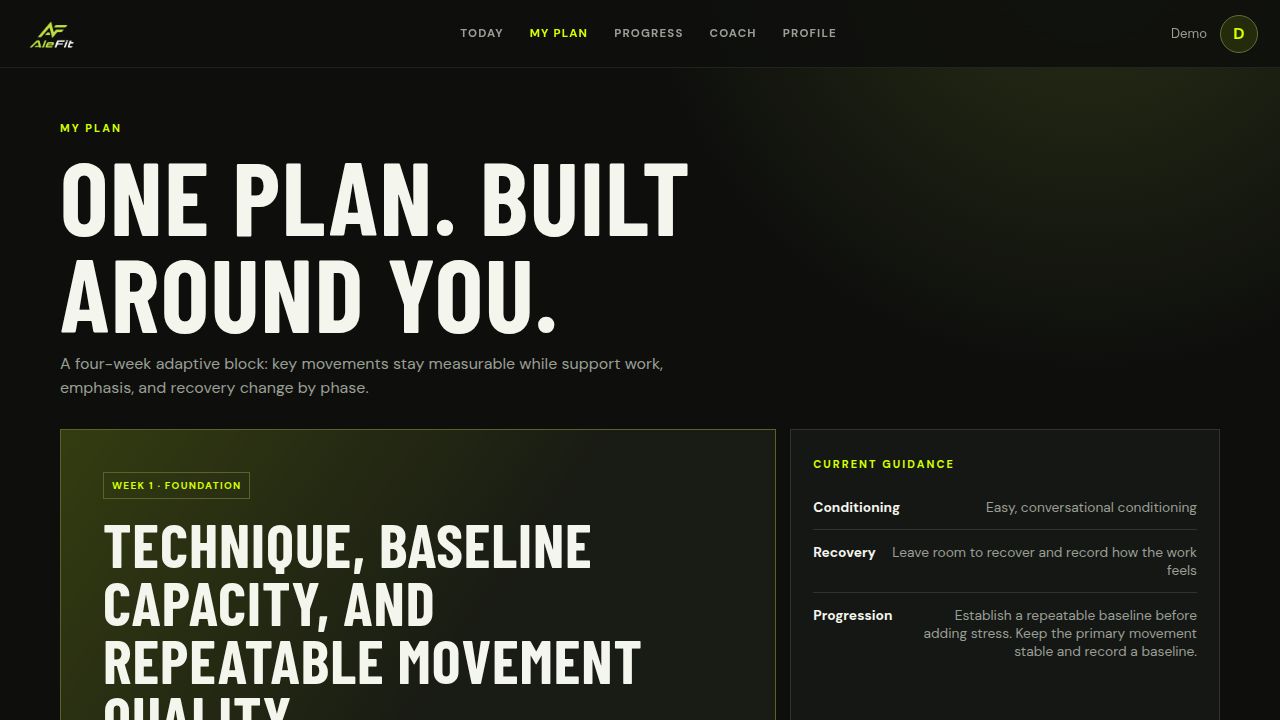 AF
AleFit
TODAY
MY PLAN
PROGRESS
COACH
PROFILE
Demo
D
MY PLAN
ONE PLAN. BUILT
AROUND YOU.
A four-week adaptive block: key movements stay measurable while support work,
emphasis, and recovery change by phase.
WEEK 1 · FOUNDATION
TECHNIQUE, BASELINE
CAPACITY, AND
REPEATABLE MOVEMENT
QUALITY
CURRENT GUIDANCE
Conditioning
Easy, conversational conditioning
Recovery
Leave room to recover and record how the work
feels
Progression
Establish a repeatable baseline before
adding stress. Keep the primary movement
stable and record a baseline.